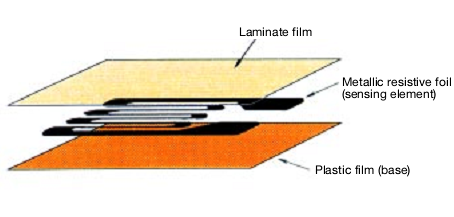 Laminate film
Metallic resistive foil
(sensing element)
Plastic film (base)